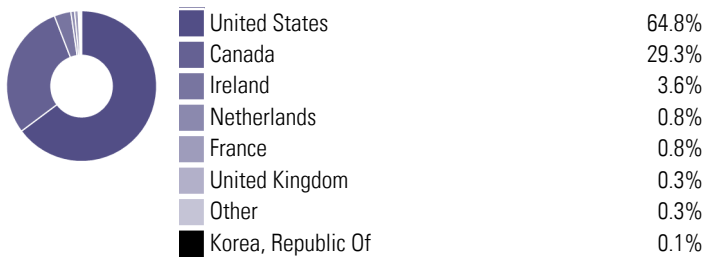 United States 64.8%
Canada 29.3%
Ireland 3.6%
Netherlands 0.8%
France 0.8%
United Kingdom 0.3%
Other 0.3%
Korea, Republic Of 0.1%